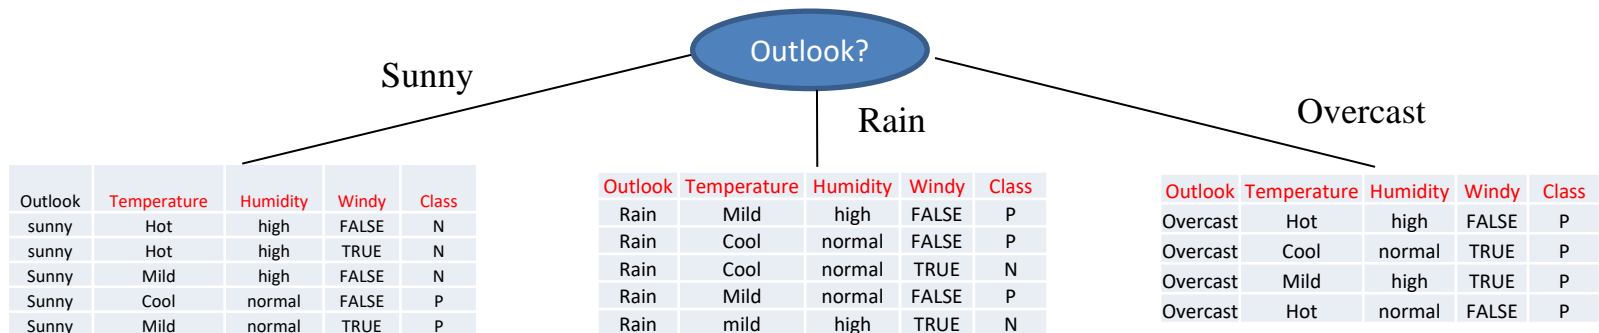 Outlook?
Sunny
Rain
Overcast
Outlook Temperature Humidity Windy Class
sunny Hot high FALSE N
sunny Hot high TRUE N
Sunny Mild high FALSE N
Sunny Cool normal FALSE P
Sunny Mild normal TRUE P
Outlook Temperature Humidity Windy Class
Rain Mild high FALSE P
Rain Cool normal FALSE P
Rain Cool normal TRUE N
Rain Mild normal FALSE P
Rain mild high TRUE N
Outlook Temperature Humidity Windy Class
Overcast Hot high FALSE P
Overcast Cool normal TRUE P
Overcast Mild high TRUE P
Overcast Hot normal FALSE P